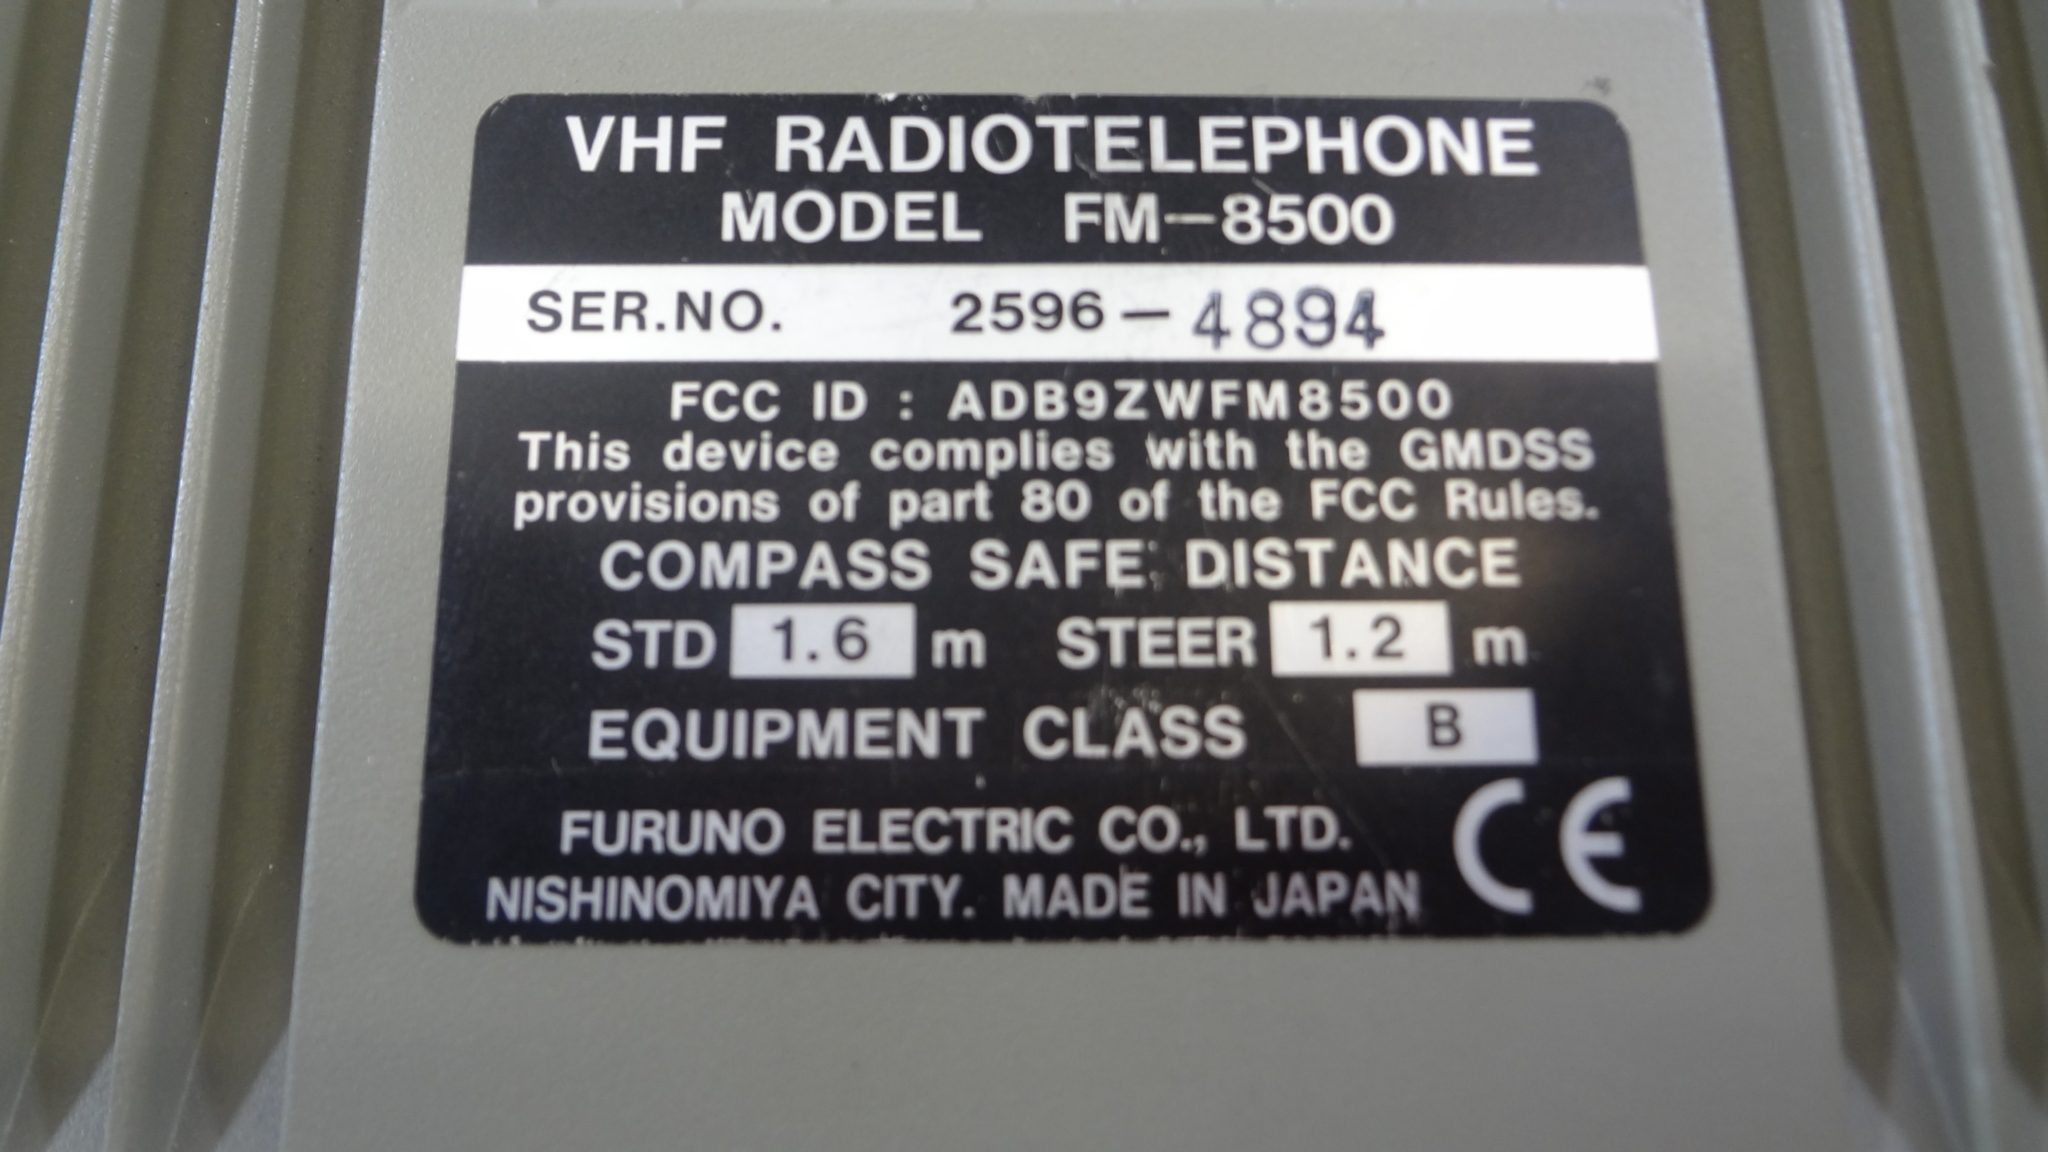 VHF RADIOTELEPHONE
MODEL FM-8500
SER.NO. 2596-4894
FCC ID : ADB9ZWFM8500
This device complies with the GMDSS
provisions of part 80 of the FCC Rules.
COMPASS SAFE DISTANCE
STD 1.6 m STEER 1.2 m
EQUIPMENT CLASS B
FURUNO ELECTRIC CO., LTD.
NISHINOMIYA CITY. MADE IN JAPAN
CE